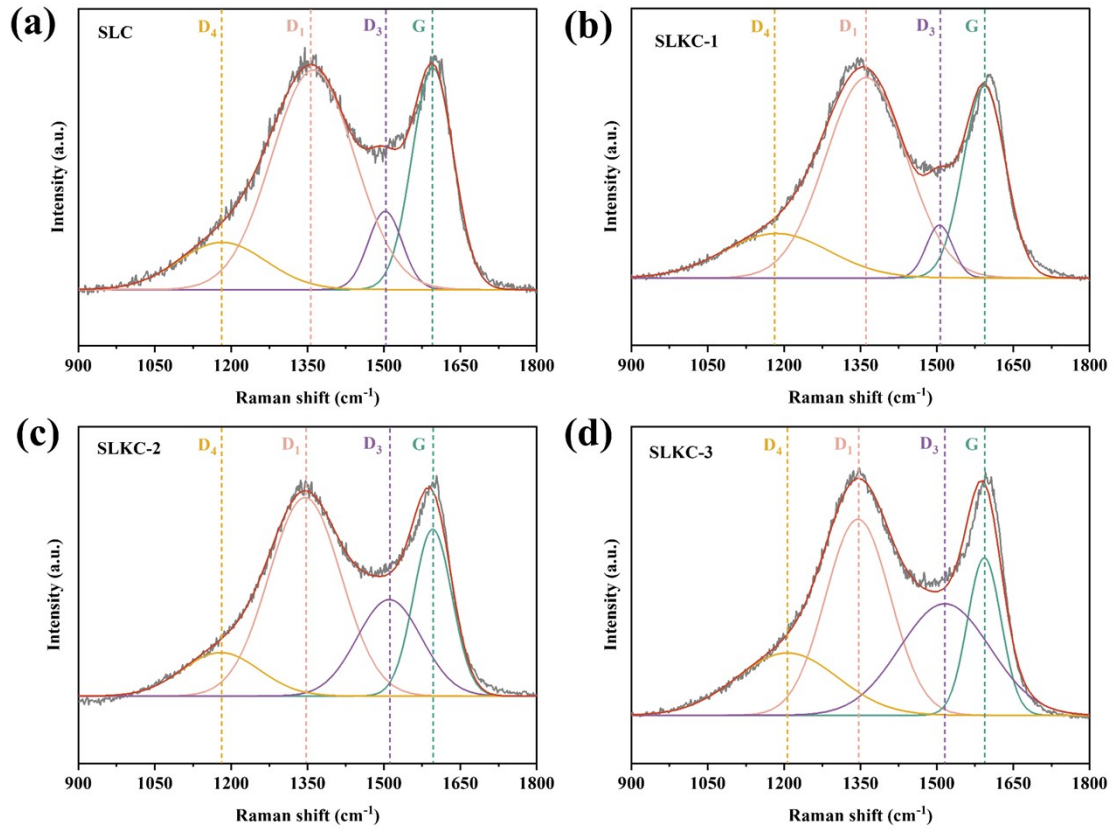 (a)
SLC
D₄ D₁ D₃ G
Intensity (a.u.)
900 1050 1200 1350 1500 1650 1800
Raman shift (cm⁻¹)
(b)
SLKC-1
D₄ D₁ D₃ G
Intensity (a.u.)
900 1050 1200 1350 1500 1650 1800
Raman shift (cm⁻¹)
(c)
SLKC-2
D₄ D₁ D₃ G
Intensity (a.u.)
900 1050 1200 1350 1500 1650 1800
Raman shift (cm⁻¹)
(d)
SLKC-3
D₄ D₁ D₃ G
Intensity (a.u.)
900 1050 1200 1350 1500 1650 1800
Raman shift (cm⁻¹)